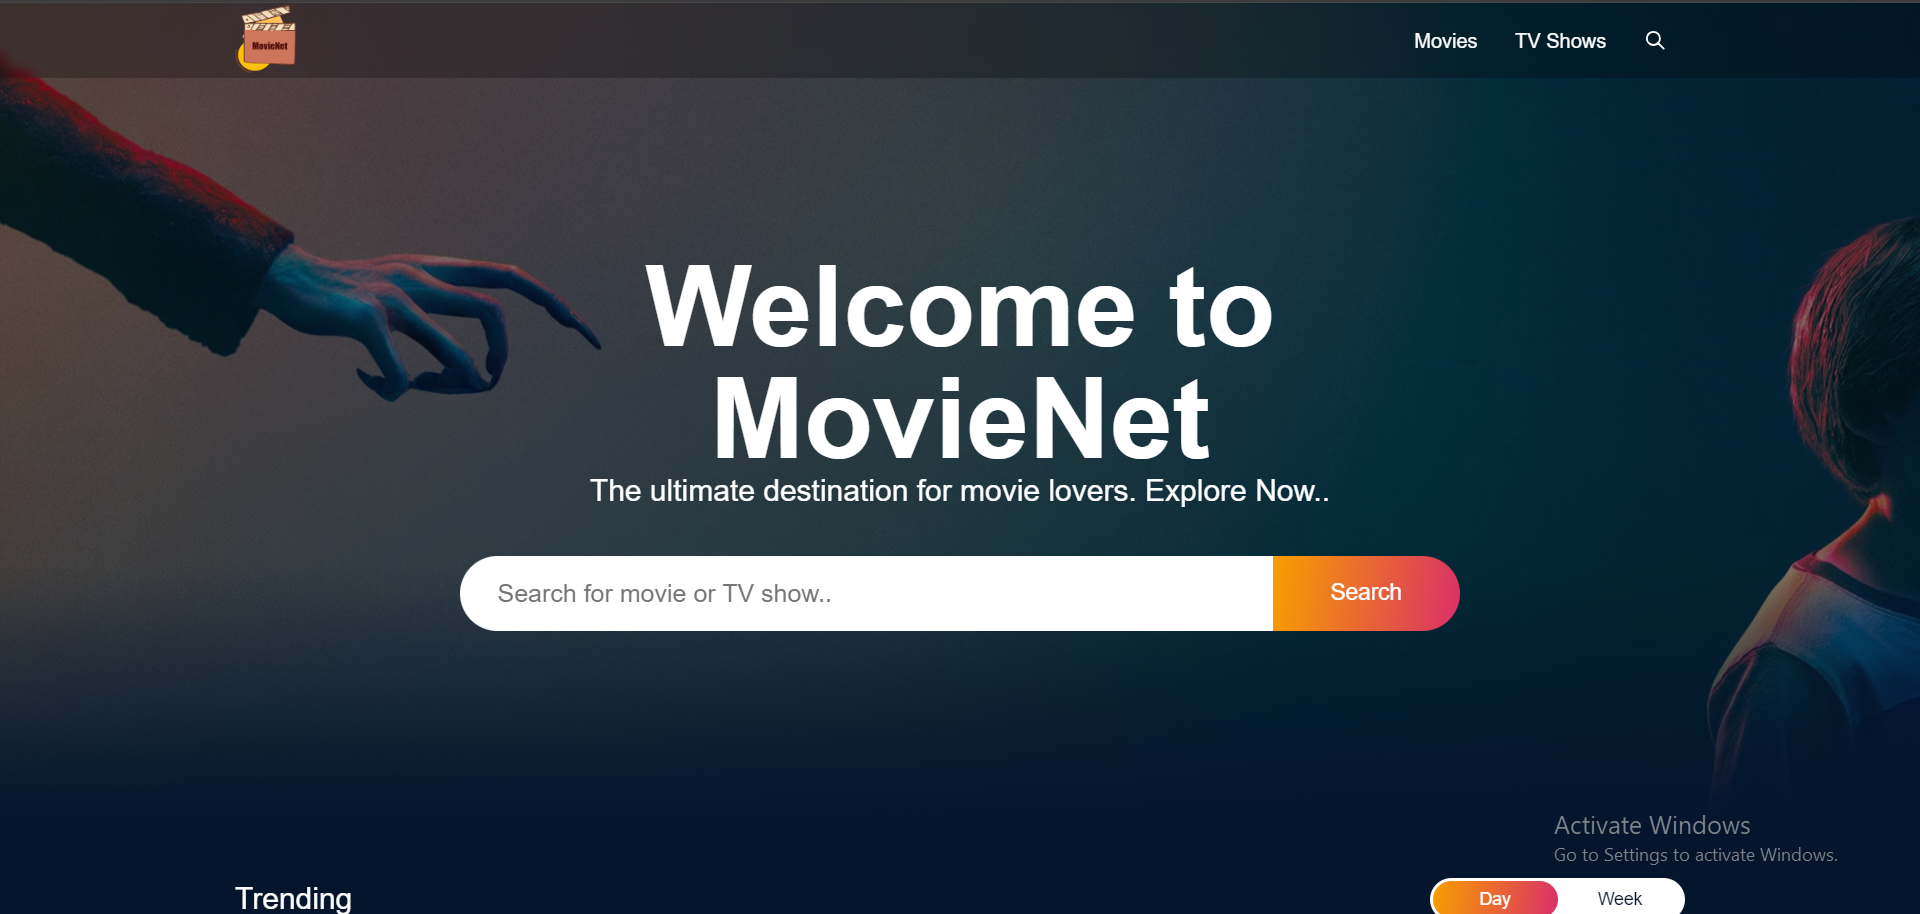 MovieNet
Movies
TV Shows
Welcome to
MovieNet
The ultimate destination for movie lovers. Explore Now..
Search for movie or TV show..
Search
Activate Windows
Go to Settings to activate Windows.
Trending
Day
Week